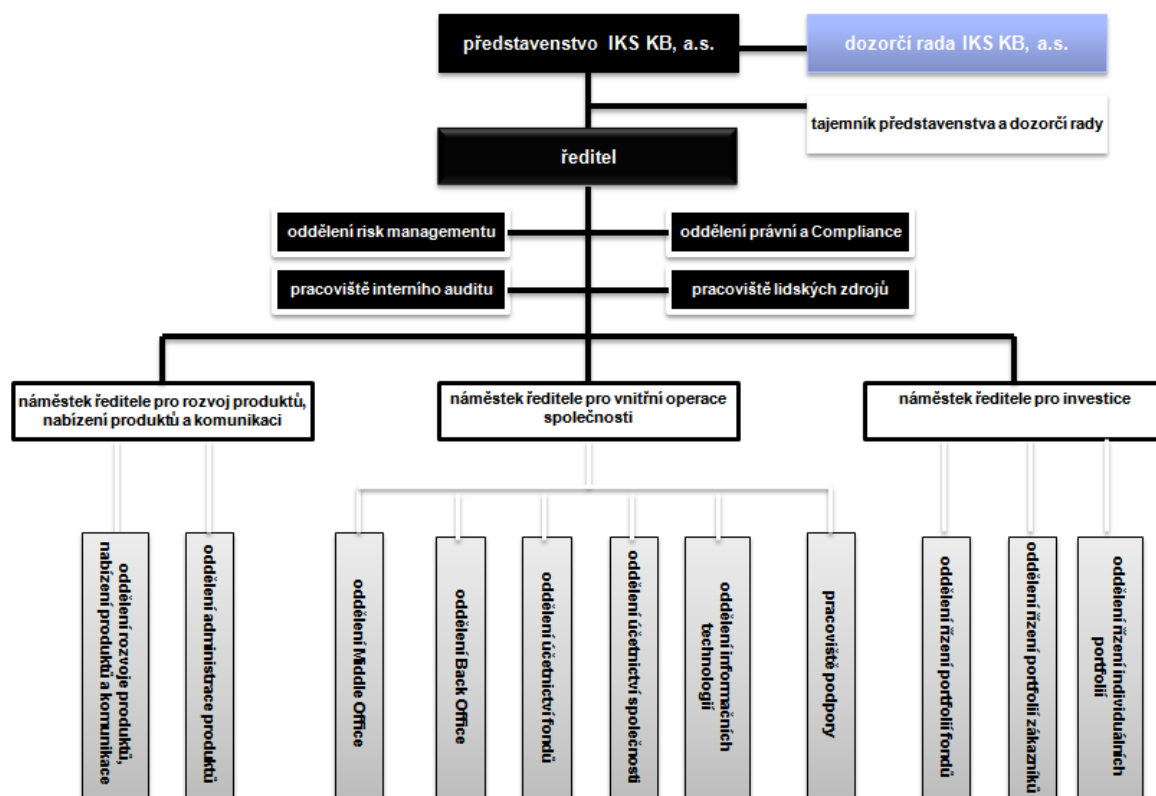 představenstvo IKS KB, a.s.
dozorčí rada IKS KB, a.s.
tajemník představenstva a dozorčí rady
ředitel
oddělení risk managementu
oddělení právní a Compliance
pracoviště interního auditu
pracoviště lidských zdrojů
náměstek ředitele pro rozvoj produktů,
nabízení produktů a komunikaci
náměstek ředitele pro vnitřní operace
společnosti
náměstek ředitele pro investice
oddělení rozvoje produktů,
nabízení produktů a komunikace
oddělení administrace produktů
oddělení Middle Office
oddělení Back Office
oddělení účetnictví fondů
oddělení účetnictví společnosti
oddělení informačních
technologií
pracoviště podpory
oddělení řízení portfolií fondů
oddělení řízení portfolií zákazníků
oddělení řízení individuálních
portfolií